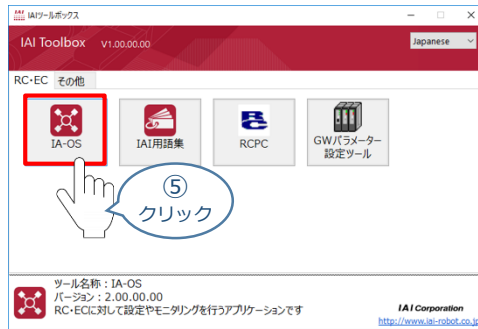 IAIツールボックス
IAI Toolbox V1.00.00.00
Japanese
RC・EC その他
IA-OS
IAI用語集
RCPC
GWパラメーター
設定ツール
⑤
クリック
ツール名称：IA-OS
バージョン：2.00.00.00
RC・ECに対して設定やモニタリングを行うアプリケーションです
IAI Corporation
http://www.iai-robot.co.jp